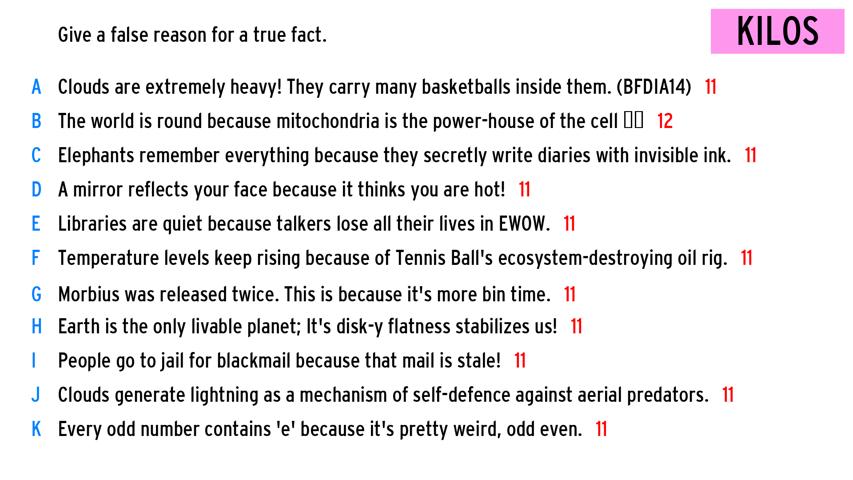 Give a false reason for a true fact.
KILOS
A Clouds are extremely heavy! They carry many basketballs inside them. (BFDIA14) 11
B The world is round because mitochondria is the power-house of the cell 12
C Elephants remember everything because they secretly write diaries with invisible ink. 11
D A mirror reflects your face because it thinks you are hot! 11
E Libraries are quiet because talkers lose all their lives in EWOW. 11
F Temperature levels keep rising because of Tennis Ball's ecosystem-destroying oil rig. 11
G Morbius was released twice. This is because it's more bin time. 11
H Earth is the only livable planet; It's disk-y flatness stabilizes us! 11
I People go to jail for blackmail because that mail is stale! 11
J Clouds generate lightning as a mechanism of self-defence against aerial predators. 11
K Every odd number contains 'e' because it's pretty weird, odd even. 11